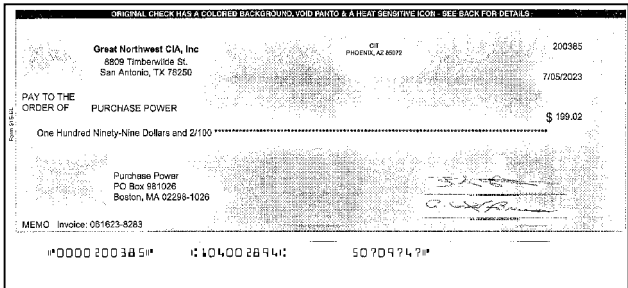 ORIGINAL CHECK HAS A COLORED BACKGROUND, VOID PANTO & A HEAT SENSITIVE ICON - SEE BACK FOR DETAILS
Great Northwest CIA, Inc
8809 Timberwilde St.
San Antonio, TX 78250
Cit
PHOENIX, AZ 85072
200385
7/05/2023
PAY TO THE
ORDER OF PURCHASE POWER
$ 199.02
One Hundred Ninety-Nine Dollars and 2/100
Purchase Power
PO Box 981026
Boston, MA 02298-1026
MEMO Invoice: 061623-8283
⑈0000200385⑈ ⑆104002894⑆ 50709747⑈